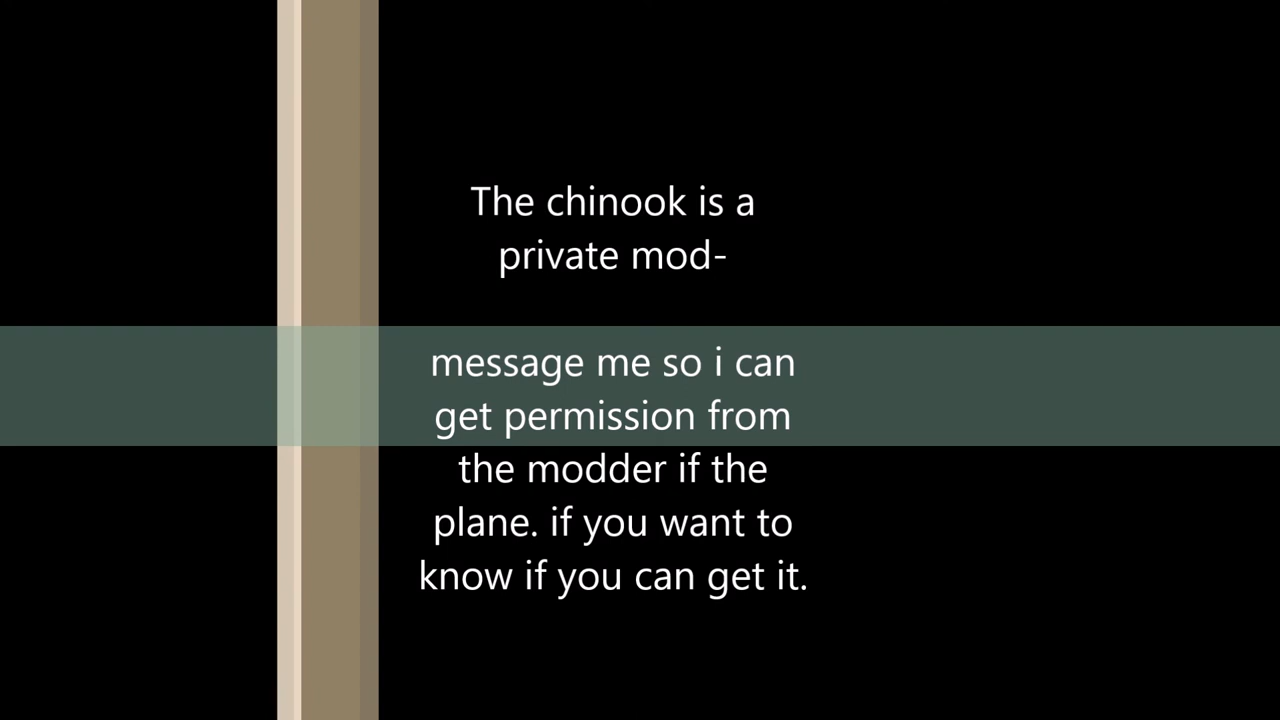 The chinook is a
private mod-
message me so i can
get permission from
the modder if the
plane. if you want to
know if you can get it.